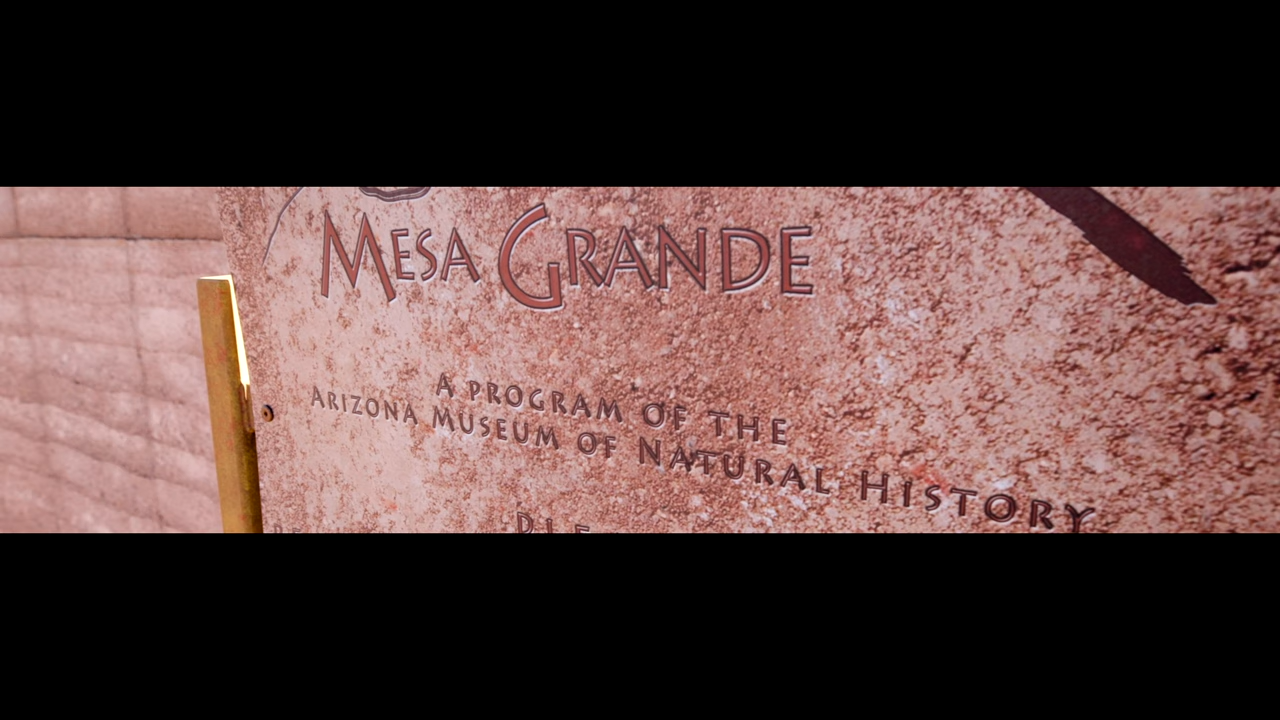 MESA GRANDE
A PROGRAM OF THE
ARIZONA MUSEUM OF NATURAL HISTORY